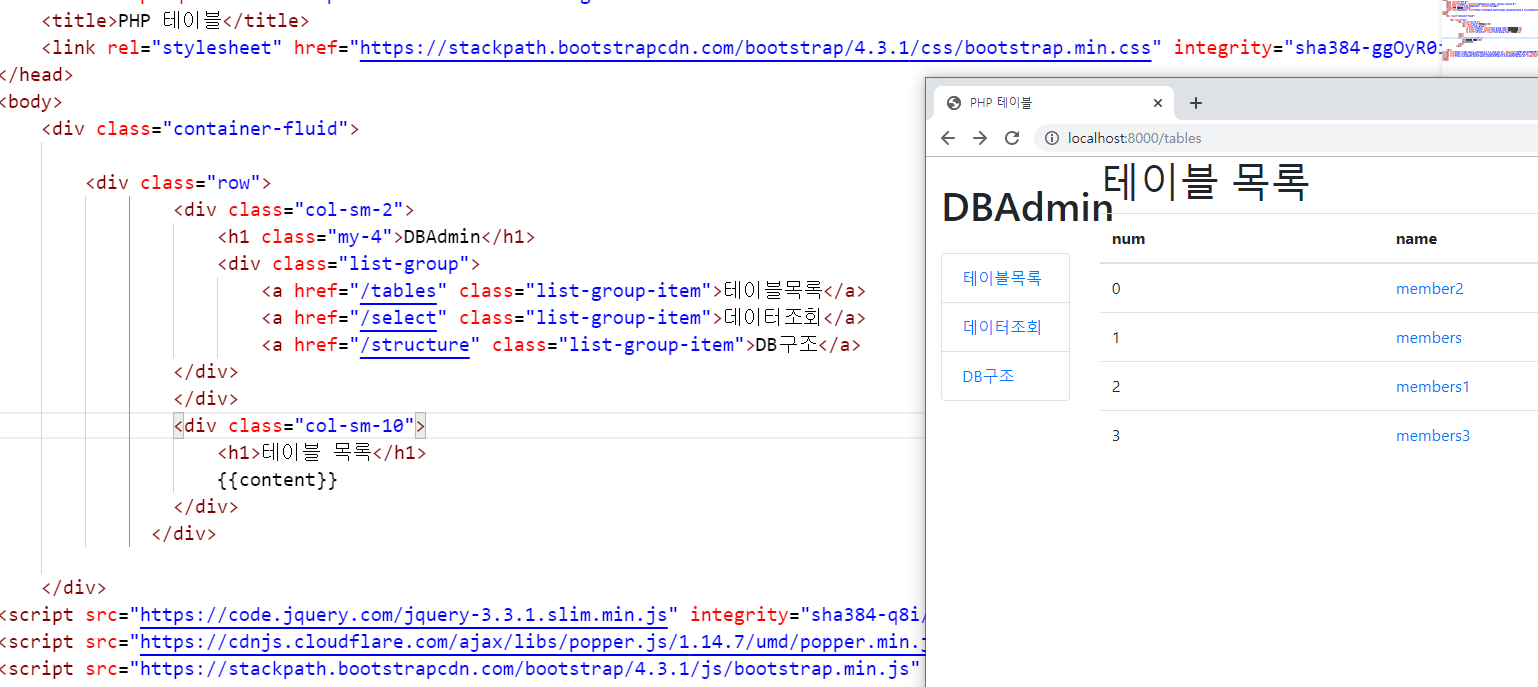 <title>PHP 테이블</title>
<link rel="stylesheet" href="https://stackpath.bootstrapcdn.com/bootstrap/4.3.1/css/bootstrap.min.css" integrity="sha384-ggOyR0i
</head>
<body>
<div class="container-fluid">
<div class="row">
<div class="col-sm-2">
<h1 class="my-4">DBAdmin</h1>
<div class="list-group">
<a href="/tables" class="list-group-item">테이블목록</a>
<a href="/select" class="list-group-item">데이터조회</a>
<a href="/structure" class="list-group-item">DB구조</a>
</div>
</div>
<div class="col-sm-10">
<h1>테이블 목록</h1>
{{content}}
</div>
</div>
</div>
<script src="https://code.jquery.com/jquery-3.3.1.slim.min.js" integrity="sha384-q8i/
<script src="https://cdnjs.cloudflare.com/ajax/libs/popper.js/1.14.7/umd/popper.min.j
<script src="https://stackpath.bootstrapcdn.com/bootstrap/4.3.1/js/bootstrap.min.js"
PHP 테이블
localhost:8000/tables
테이블 목록
DBAdmin
테이블목록
데이터조회
DB구조
num name
0 member2
1 members
2 members1
3 members3